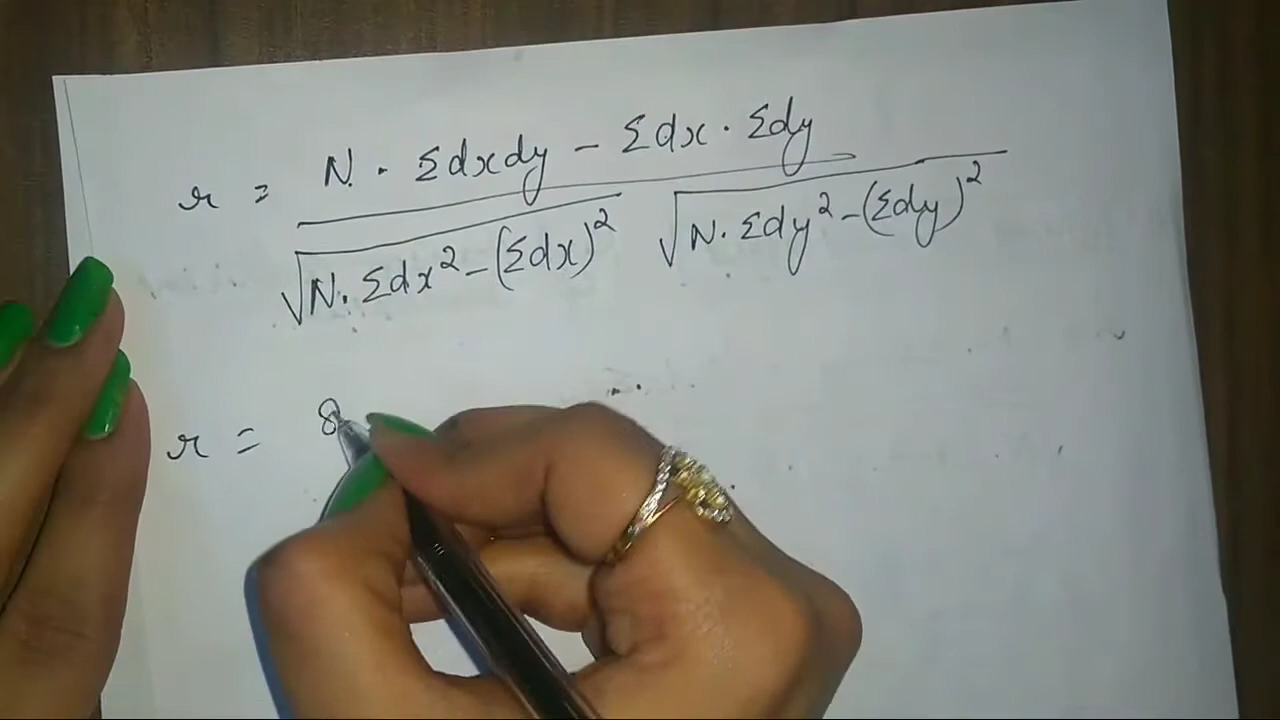 r = N · Σdxdy - Σdx · Σdy
√N. Σdx² - (Σdx)² √N. Σdy² - (Σdy)²
r = 8